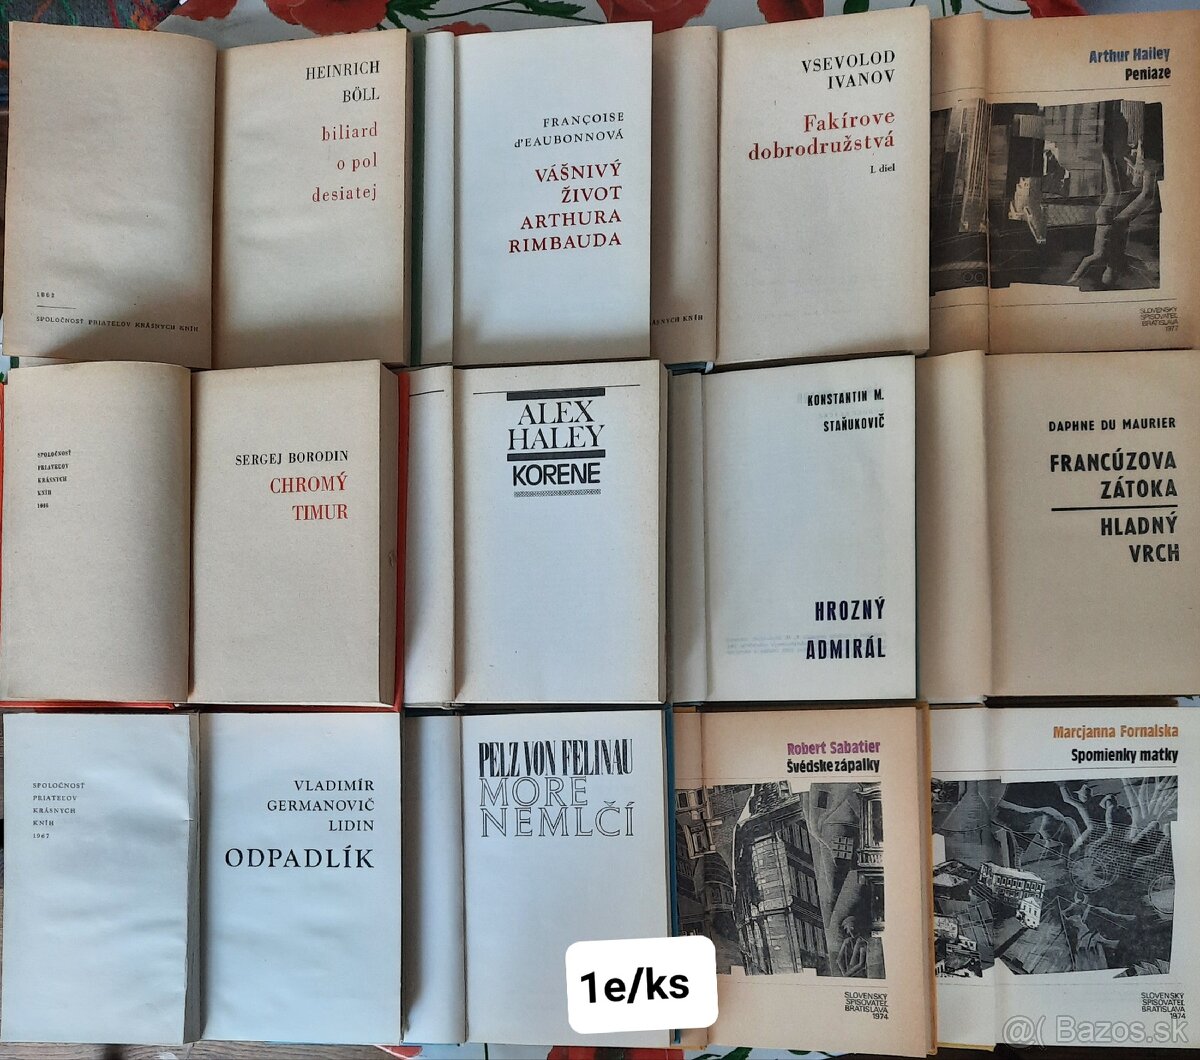 HEINRICH
BÖLL
biliard
o pol
desiatej
1962
SPOLOČNOSŤ PRIATEĽOV KRÁSNYCH KNÍH
FRANÇOISE
d'EAUBONNOVÁ
VÁŠNIVÝ
ŽIVOT
ARTHURA
RIMBAUDA
VSEVOLOD
IVANOV
Fakírove
dobrodružstvá
I. diel
KRÁSNYCH KNÍH
Arthur Hailey
Peniaze
SLOVENSKÝ
SPISOVATEĽ
BRATISLAVA
1977
SPOLOČNOSŤ
PRIATEĽOV
KRÁSNYCH
KNÍH
1966
SERGEJ BORODIN
CHROMÝ
TIMUR
ALEX
HALEY
KORENE
KONSTANTIN M.
STAŇUKOVIČ
HROZNÝ
ADMIRÁL
DAPHNE DU MAURIER
FRANCÚZOVA
ZÁTOKA
HLADNÝ
VRCH
SPOLOČNOSŤ
PRIATEĽOV
KRÁSNYCH
KNÍH
1967
VLADIMÍR
GERMANOVIČ
LIDIN
ODPADLÍK
PELZ VON FELINAU
MORE
NEMLČÍ
Robert Sabatier
Švédske zápalky
SLOVENSKÝ
SPISOVATEĽ
BRATISLAVA
1974
Marcjanna Fornalska
Spomienky matky
SLOVENSKÝ
SPISOVATEĽ
BRATISLAVA
1974
1e/ks
@( Bazos.sk